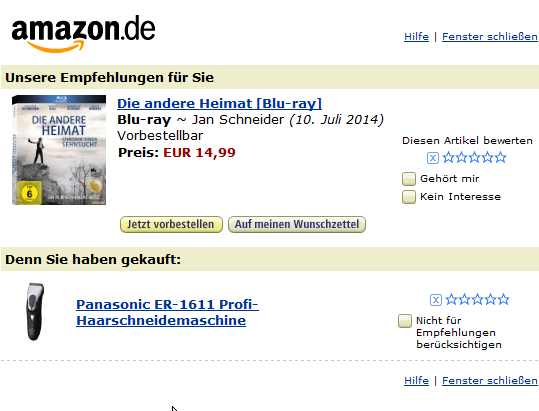 amazon.de
Hilfe | Fenster schließen
Unsere Empfehlungen für Sie
DIE ANDERE
HEIMAT
CHRONIK EINER
SEHNSUCHT
6
Die andere Heimat [Blu-ray]
Blu-ray ~ Jan Schneider (10. Juli 2014)
Vorbestellbar
Preis: EUR 14,99
Diesen Artikel bewerten
x
Gehört mir
Kein Interesse
Jetzt vorbestellen Auf meinen Wunschzettel
Denn Sie haben gekauft:
Panasonic ER-1611 Profi-
Haarschneidemaschine
x
Nicht für
Empfehlungen
berücksichtigen
Hilfe | Fenster schließen